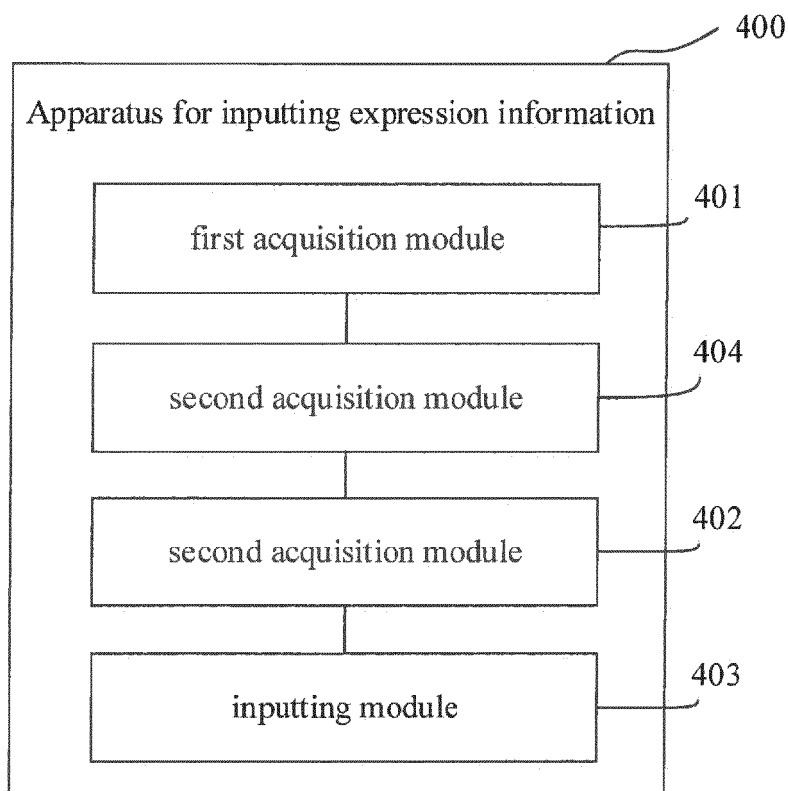 400
Apparatus for inputting expression information
401
first acquisition module
404
second acquisition module
402
second acquisition module
403
inputting module